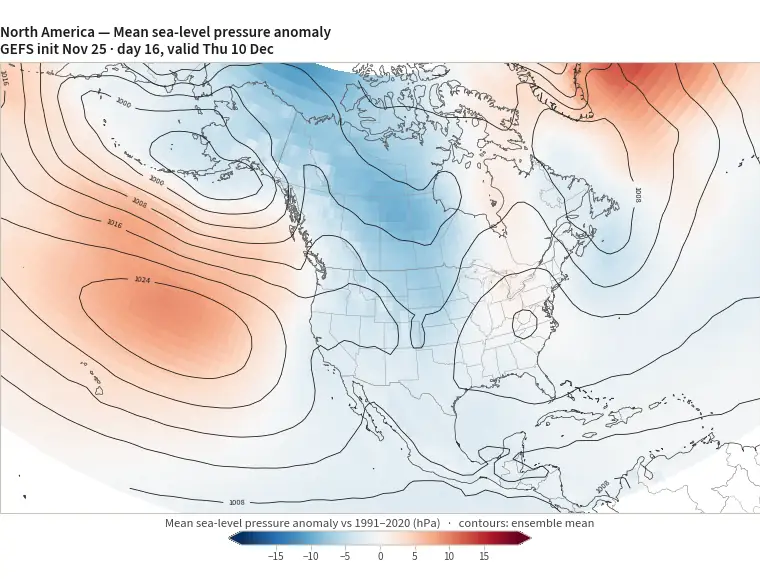 North America — Mean sea-level pressure anomaly
GEFS init Nov 25 · day 16, valid Thu 10 Dec
1016
1000
1000
1008
1016
1024
1008
1008
1008
Mean sea-level pressure anomaly vs 1991–2020 (hPa) · contours: ensemble mean
−15 −10 −5 0 5 10 15